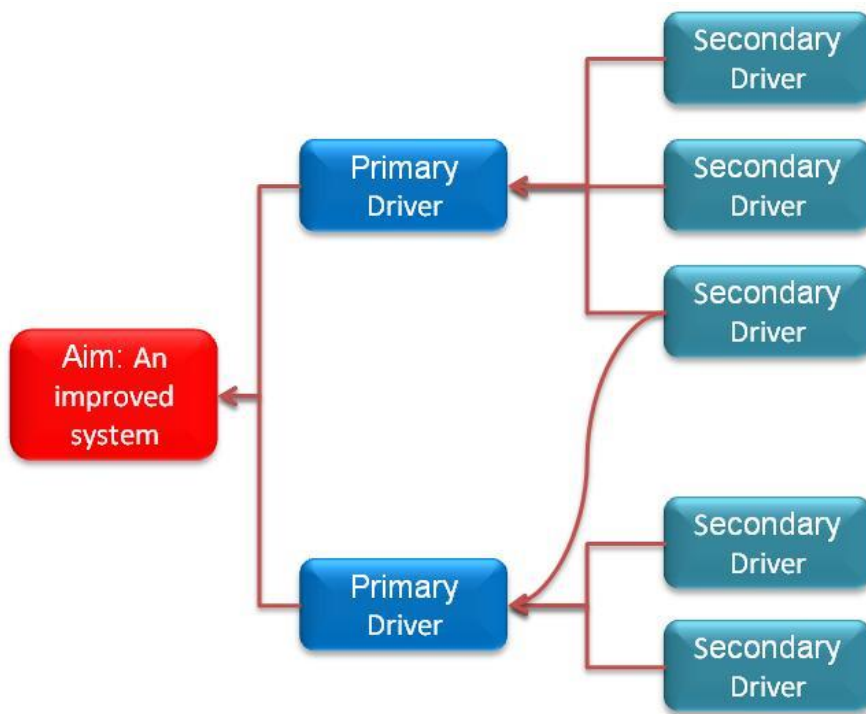 Secondary
Driver
Primary
Driver
Secondary
Driver
Secondary
Driver
Aim: An
improved
system
Secondary
Driver
Primary
Driver
Secondary
Driver